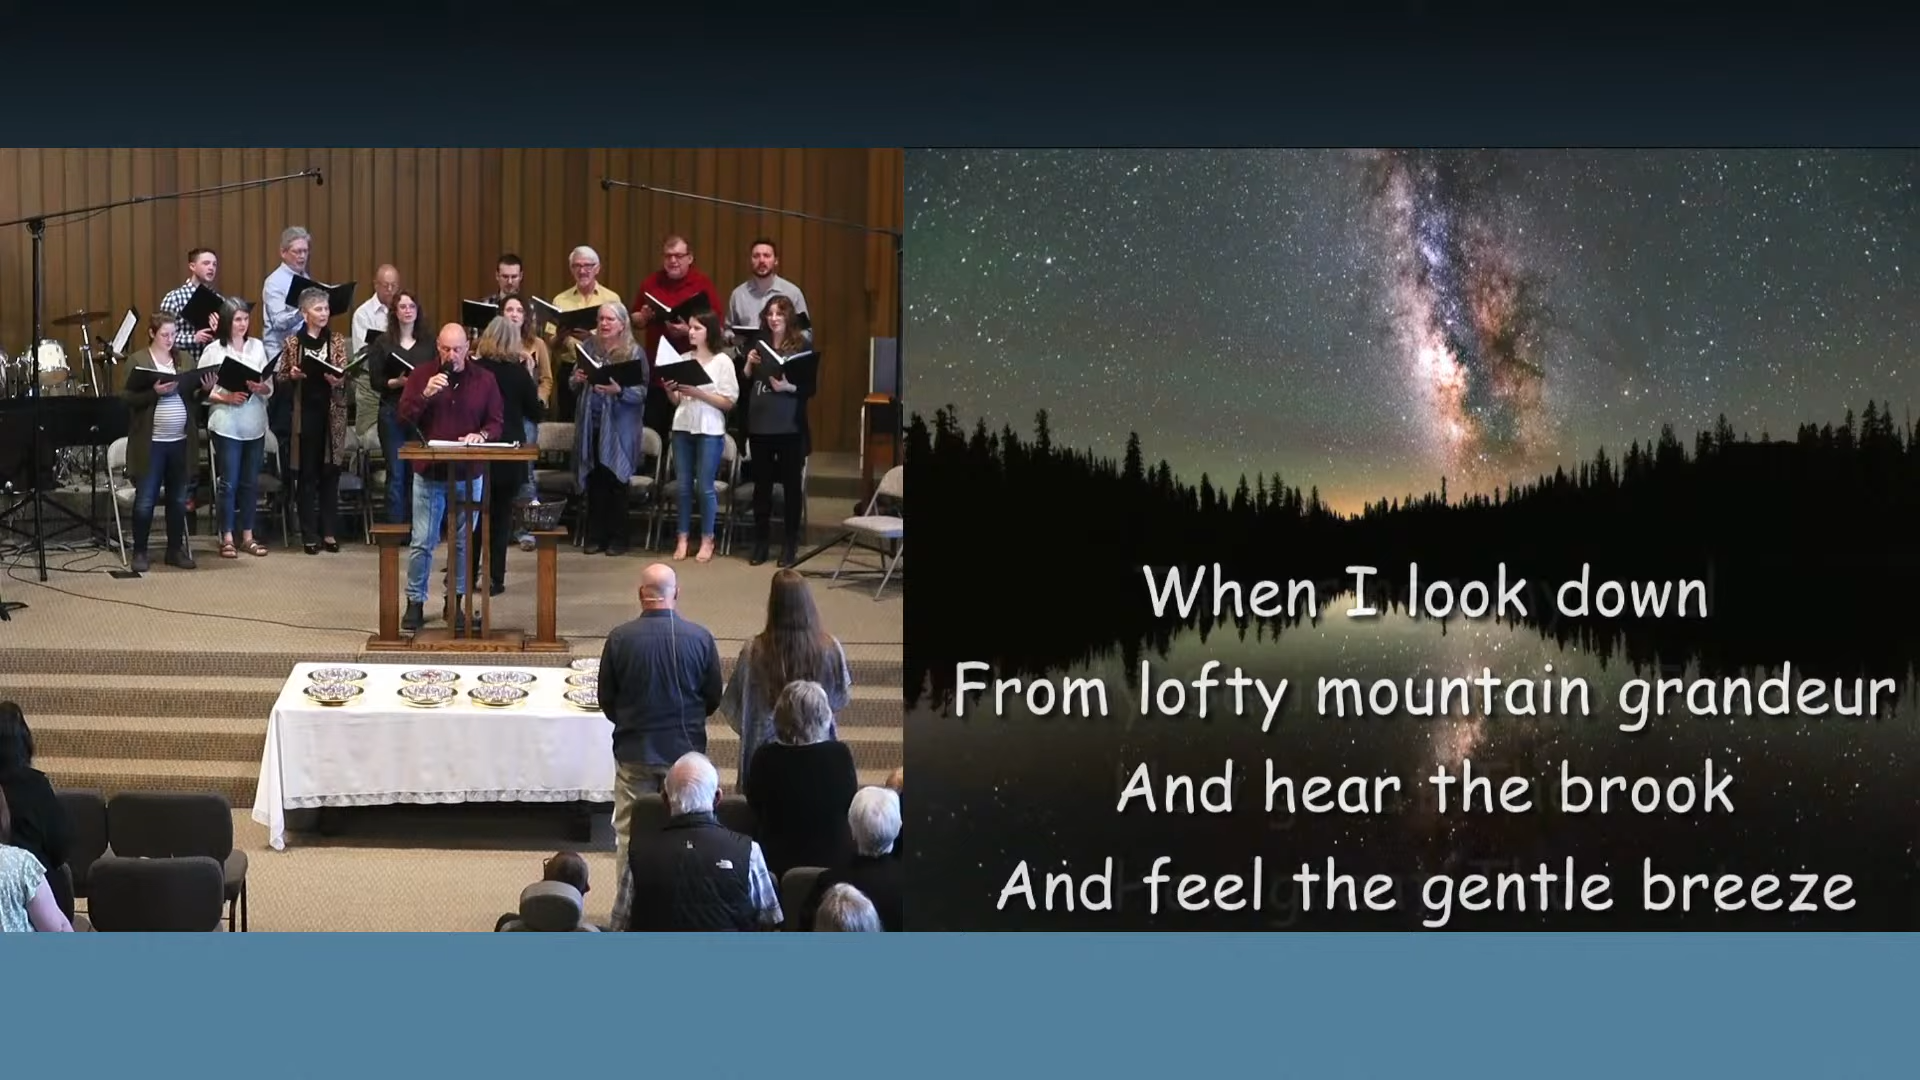 When I look down
From lofty mountain grandeur
And hear the brook
And feel the gentle breeze